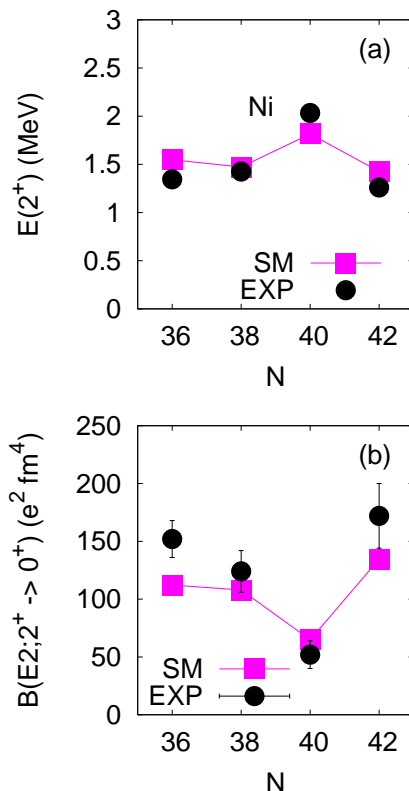 3
(a)
2.5
Ni
2
1.5
1
SM
0.5
EXP
0
36 38 40 42
N
E(2⁺) (MeV)
250
(b)
200
150
100
50
SM
EXP
0
36 38 40 42
N
B(E2;2⁺ -> 0⁺) (e² fm⁴)